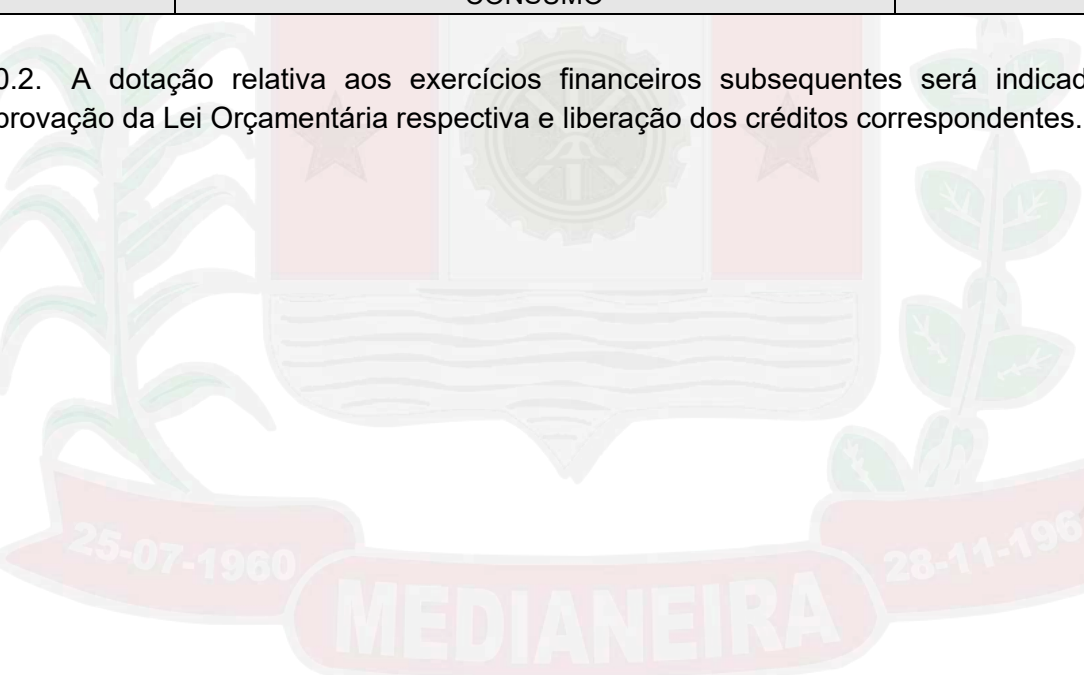 CONSUMO
0.2. A dotação relativa aos exercícios financeiros subsequentes será indicad
provação da Lei Orçamentária respectiva e liberação dos créditos correspondentes.
25-07-1960
28-11-196
MEDIANEIRA